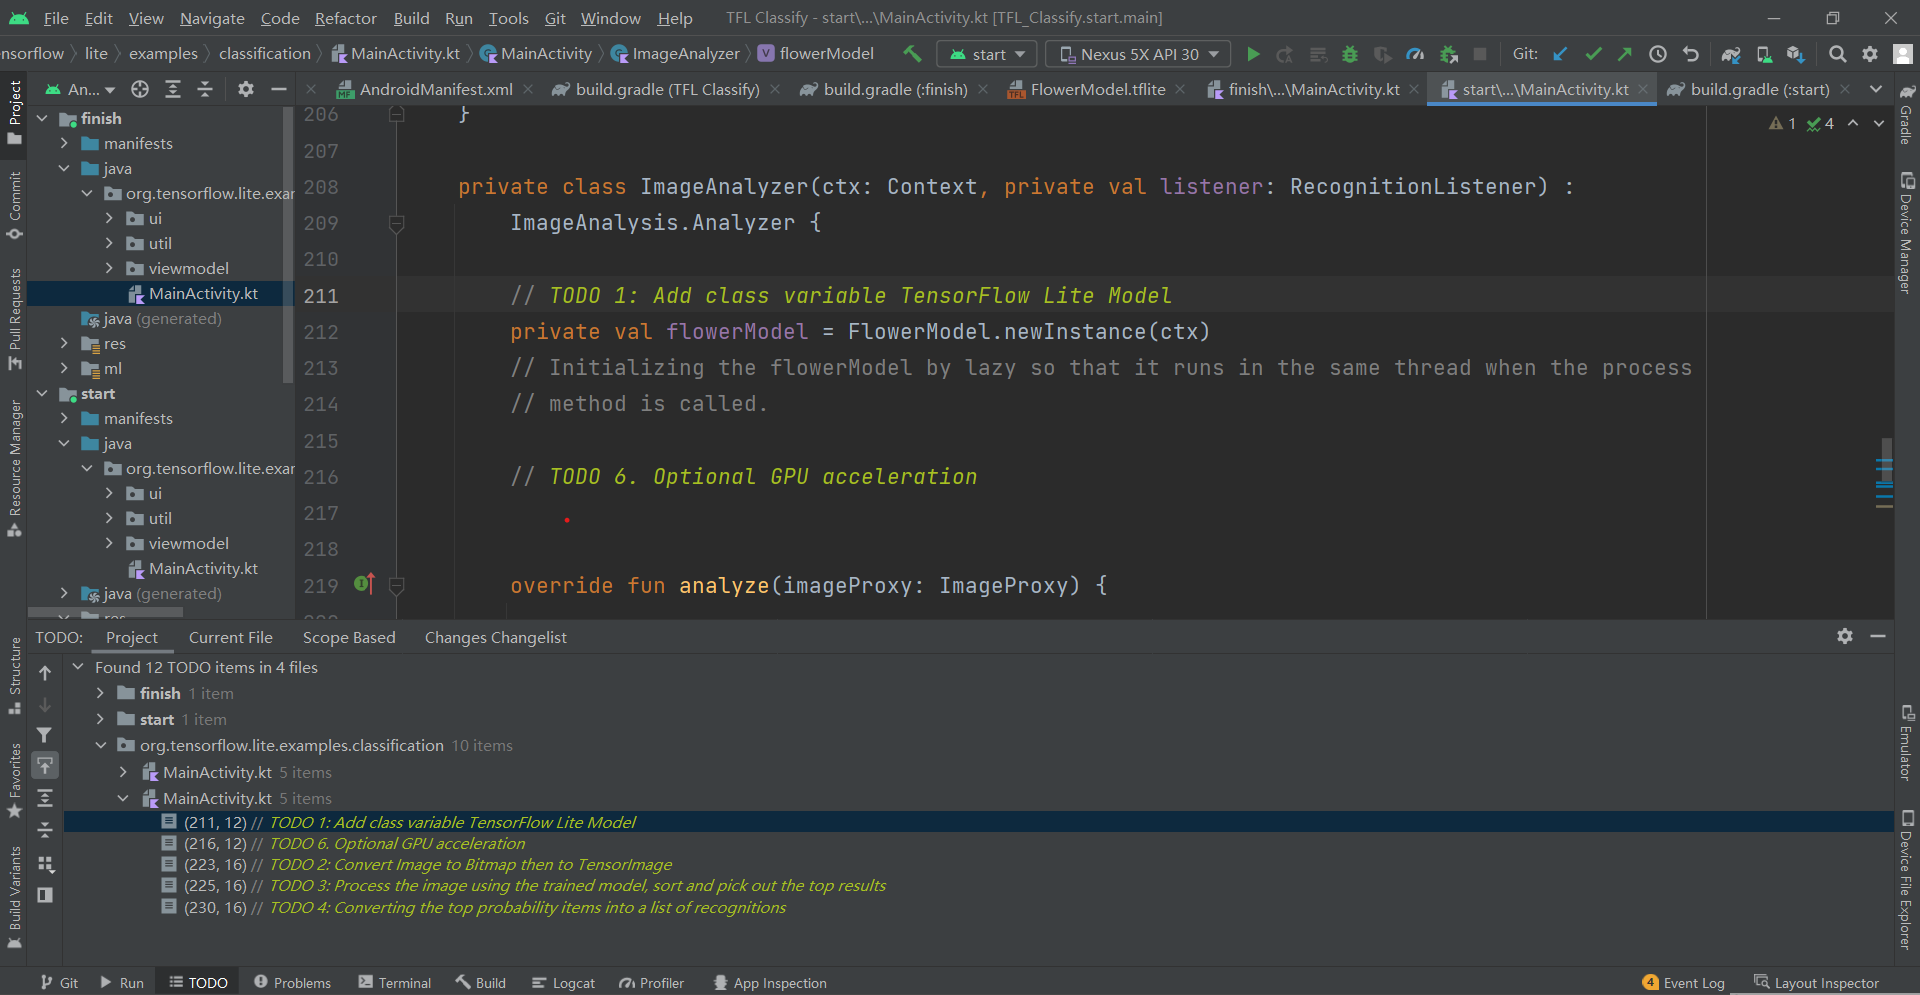 File Edit View Navigate Code Refactor Build Run Tools Git Window Help TFL Classify - start\...\MainActivity.kt [TFL_Classify.start.main]
nsorflow lite examples classification MainActivity.kt MainActivity ImageAnalyzer flowerModel start Nexus 5X API 30 Git:
An... AndroidManifest.xml build.gradle (TFL Classify) build.gradle (:finish) FlowerModel.tflite finish\...\MainActivity.kt start\...\MainActivity.kt build.gradle (:start)
Project
Commit
Pull Requests
Resource Manager
Structure
Favorites
Build Variants
finish
manifests
java
org.tensorflow.lite.exar
ui
util
viewmodel
MainActivity.kt
java (generated)
res
ml
start
manifests
java
org.tensorflow.lite.exar
ui
util
viewmodel
MainActivity.kt
java (generated)
res
1 4
206 }
207
208 private class ImageAnalyzer(ctx: Context, private val listener: RecognitionListener) :
209 ImageAnalysis.Analyzer {
210
211 // TODO 1: Add class variable TensorFlow Lite Model
212 private val flowerModel = FlowerModel.newInstance(ctx)
213 // Initializing the flowerModel by lazy so that it runs in the same thread when the process
214 // method is called.
215
216 // TODO 6. Optional GPU acceleration
217
218
219 override fun analyze(imageProxy: ImageProxy) {
Gradle
Device Manager
Emulator
Device File Explorer
TODO: Project Current File Scope Based Changes Changelist
Found 12 TODO items in 4 files
finish 1 item
start 1 item
org.tensorflow.lite.examples.classification 10 items
MainActivity.kt 5 items
MainActivity.kt 5 items
(211, 12) // TODO 1: Add class variable TensorFlow Lite Model
(216, 12) // TODO 6. Optional GPU acceleration
(223, 16) // TODO 2: Convert Image to Bitmap then to TensorImage
(225, 16) // TODO 3: Process the image using the trained model, sort and pick out the top results
(230, 16) // TODO 4: Converting the top probability items into a list of recognitions
Git Run TODO Problems Terminal Build Logcat Profiler App Inspection 4 Event Log Layout Inspector